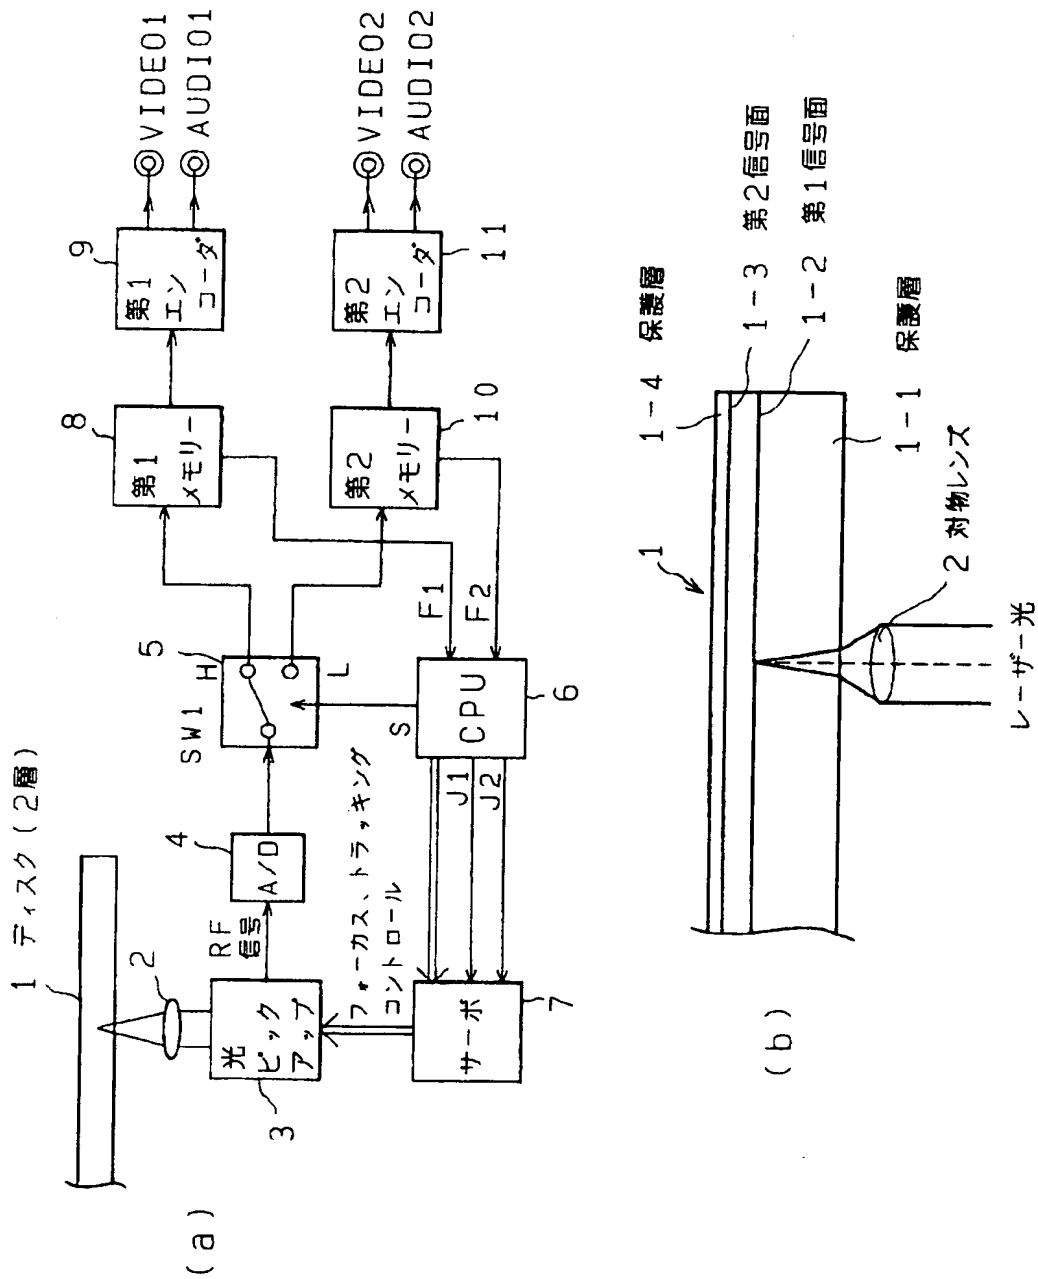 (a)
1 ディスク(2層)
2
光
ピック
アップ
3
RF
信号
4
A/D
SW1
5
H
L
S
CPU
6
フォーカス、トラッキング
コントロール
J1
J2
サーボ
7
F1
F2
8
第1
メモリー
9
第1
エン
コーダ
VIDEO1
AUDIO1
第2
メモリー
10
第2
エン
コーダ
11
VIDEO2
AUDIO2
(b)
1
1-4 保護層
1-3 第2信号面
1-2 第1信号面
1-1 保護層
2 対物レンズ
レーザー光